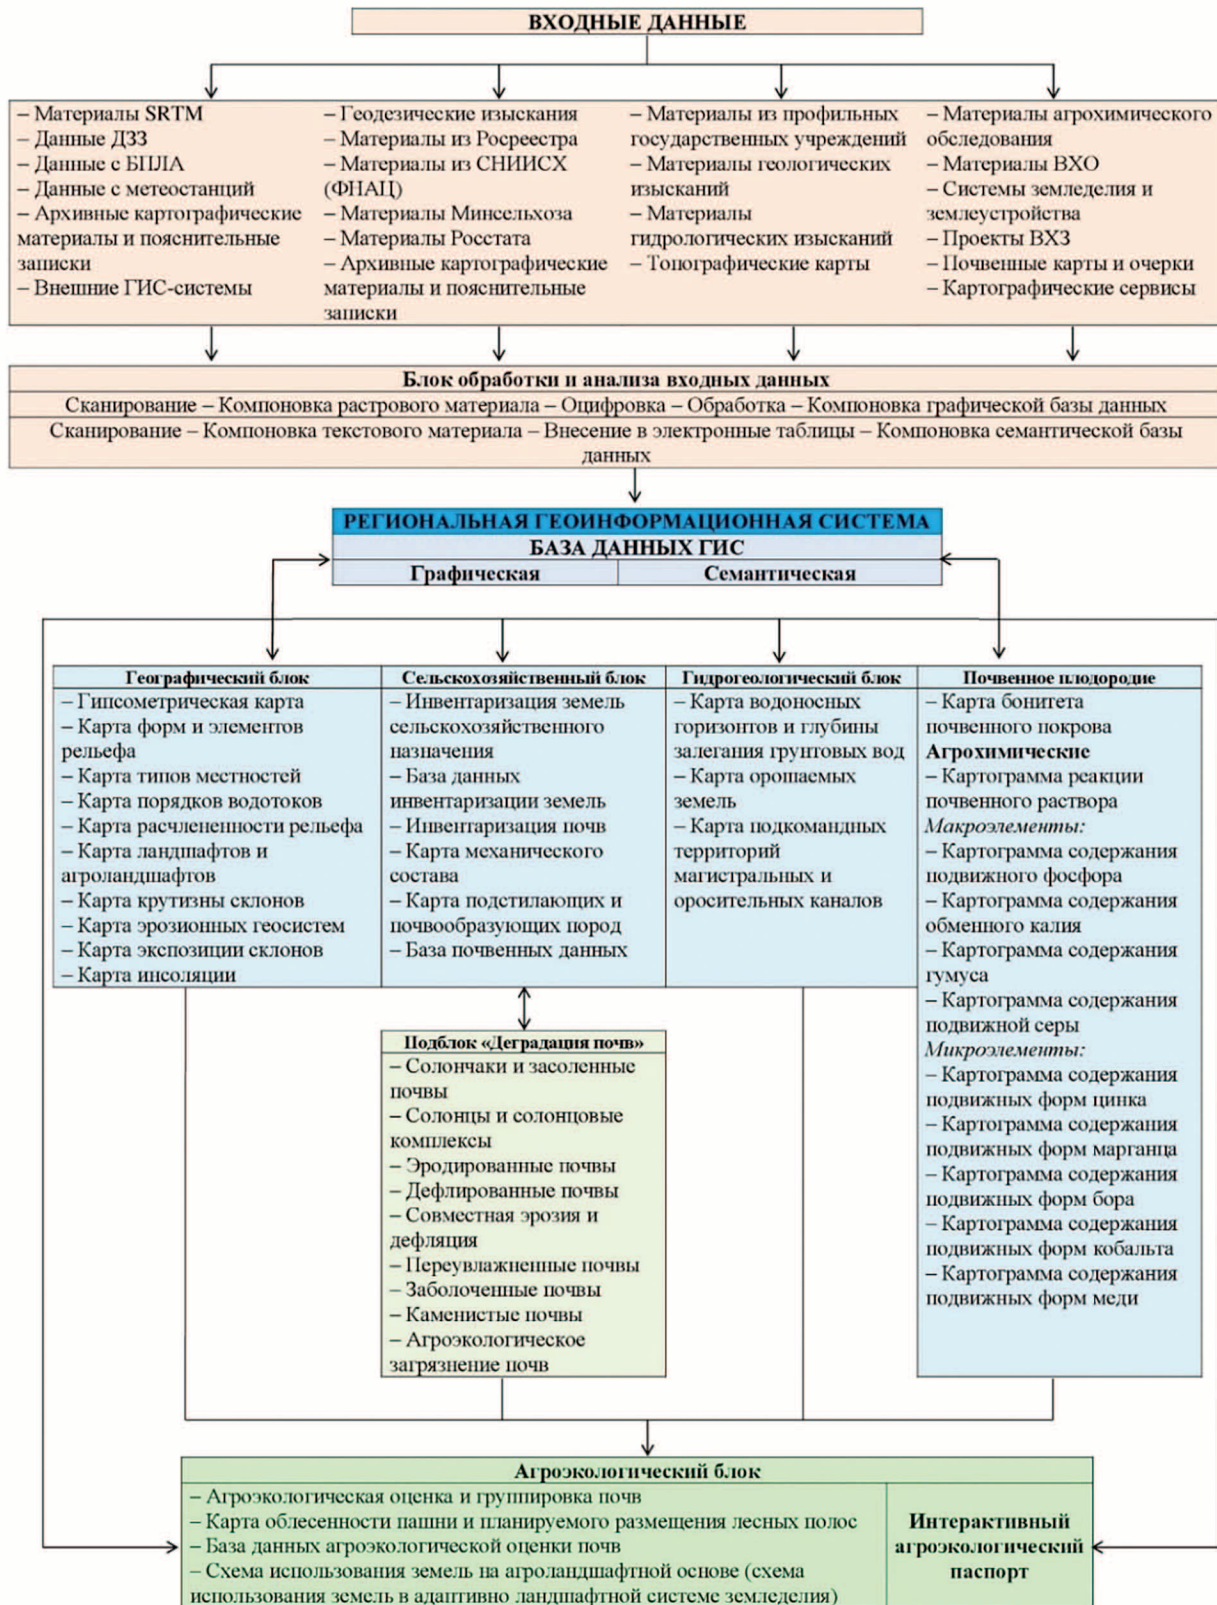 ВХОДНЫЕ ДАННЫЕ
– Материалы SRTM
– Данные ДЗЗ
– Данные с БПЛА
– Данные с метеостанций
– Архивные картографические
материалы и пояснительные
записки
– Внешние ГИС-системы
– Геодезические изыскания
– Материалы из Росреестра
– Материалы из СНИИСХ
(ФНАЦ)
– Материалы Минсельхоза
– Материалы Росстата
– Архивные картографические
материалы и пояснительные
записки
– Материалы из профильных
государственных учреждений
– Материалы геологических
изысканий
– Материалы
гидрологических изысканий
– Топографические карты
– Материалы агрохимического
обследования
– Материалы ВХО
– Системы земледелия и
землеустройства
– Проекты ВХЗ
– Почвенные карты и очерки
– Картографические сервисы
Блок обработки и анализа входных данных
Сканирование – Компоновка растрового материала – Оцифровка – Обработка – Компоновка графической базы данных
Сканирование – Компоновка текстового материала – Внесение в электронные таблицы – Компоновка семантической базы
данных
РЕГИОНАЛЬНАЯ ГЕОИНФОРМАЦИОННАЯ СИСТЕМА
БАЗА ДАННЫХ ГИС
Графическая
Семантическая
Географический блок
– Гипсометрическая карта
– Карта форм и элементов
рельефа
– Карта типов местностей
– Карта порядков водотоков
– Карта расчлененности рельефа
– Карта ландшафтов и
агроландшафтов
– Карта крутизны склонов
– Карта эрозионных геосистем
– Карта экспозиции склонов
– Карта инсоляции
Сельскохозяйственный блок
– Инвентаризация земель
сельскохозяйственного
назначения
– База данных
инвентаризации земель
– Инвентаризация почв
– Карта механического
состава
– Карта подстилающих и
почвообразующих пород
– База почвенных данных
Гидрогеологический блок
– Карта водоносных
горизонтов и глубины
залегания грунтовых вод
– Карта орошаемых
земель
– Карта подкомандных
территорий
магистральных и
оросительных каналов
Почвенное плодородие
– Карта бонитета
почвенного покрова
Агрохимические
– Картограмма реакции
почвенного раствора
Макроэлементы:
– Картограмма содержания
подвижного фосфора
– Картограмма содержания
обменного калия
– Картограмма содержания
гумуса
– Картограмма содержания
подвижной серы
Микроэлементы:
– Картограмма содержания
подвижных форм цинка
– Картограмма содержания
подвижных форм марганца
– Картограмма содержания
подвижных форм бора
– Картограмма содержания
подвижных форм кобальта
– Картограмма содержания
подвижных форм меди
Подблок «Деградация почв»
– Солончаки и засоленные
почвы
– Солонцы и солонцовые
комплексы
– Эродированные почвы
– Дефлированные почвы
– Совместная эрозия и
дефляция
– Переувлажненные почвы
– Заболоченные почвы
– Каменистые почвы
– Агроэкологическое
загрязнение почв
Агроэкологический блок
– Агроэкологическая оценка и группировка почв
– Карта облесенности пашни и планируемого размещения лесных полос
– База данных агроэкологической оценки почв
– Схема использования земель на агроландшафтной основе (схема
использования земель в адаптивно ландшафтной системе земледелия)
Интерактивный
агроэкологический
паспорт